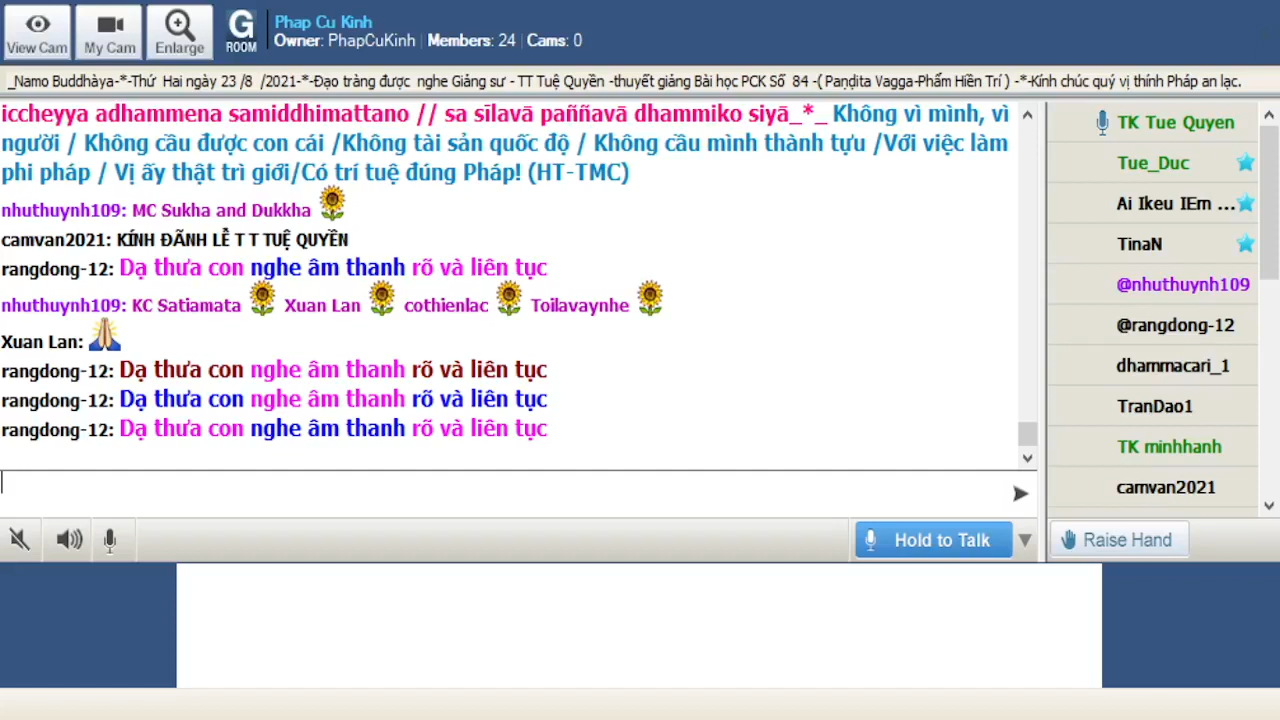 View Cam
My Cam
Enlarge
G
ROOM
Phap Cu Kinh
Owner: PhapCuKinh | Members: 24 | Cams: 0
_Namo Buddhàya-*-Thứ Hai ngày 23 /8 /2021-*-Đạo tràng được nghe Giảng sư - TT Tuệ Quyền -thuyết giảng Bài học PCK Số 84 -( Paṇḍita Vagga-Phẩm Hiền Trí ) -*-Kính chúc quý vị thính Pháp an lạc.
iccheyya adhammena samiddhimattano // sa sīlavā paññavā dhammiko siyā_*_ Không vì mình, vì
người / Không cầu được con cái /Không tài sản quốc độ / Không cầu mình thành tựu /Với việc làm
phi pháp / Vị ấy thật trì giới/Có trí tuệ đúng Pháp! (HT-TMC)
nhuthuynh109: MC Sukha and Dukkha
camvan2021: KÍNH ĐÃNH LỄ T T TUỆ QUYỀN
rangdong-12: Dạ thưa con nghe âm thanh rõ và liên tục
nhuthuynh109: KC Satiamata Xuan Lan cothienlac Toilavaynhe
Xuan Lan:
rangdong-12: Dạ thưa con nghe âm thanh rõ và liên tục
rangdong-12: Dạ thưa con nghe âm thanh rõ và liên tục
rangdong-12: Dạ thưa con nghe âm thanh rõ và liên tục
TK Tue Quyen
Tue_Duc
Ai Ikeu IEm ...
TinaN
@nhuthuynh109
@rangdong-12
dhammacari_1
TranDao1
TK minhhanh
camvan2021
Hold to Talk
Raise Hand